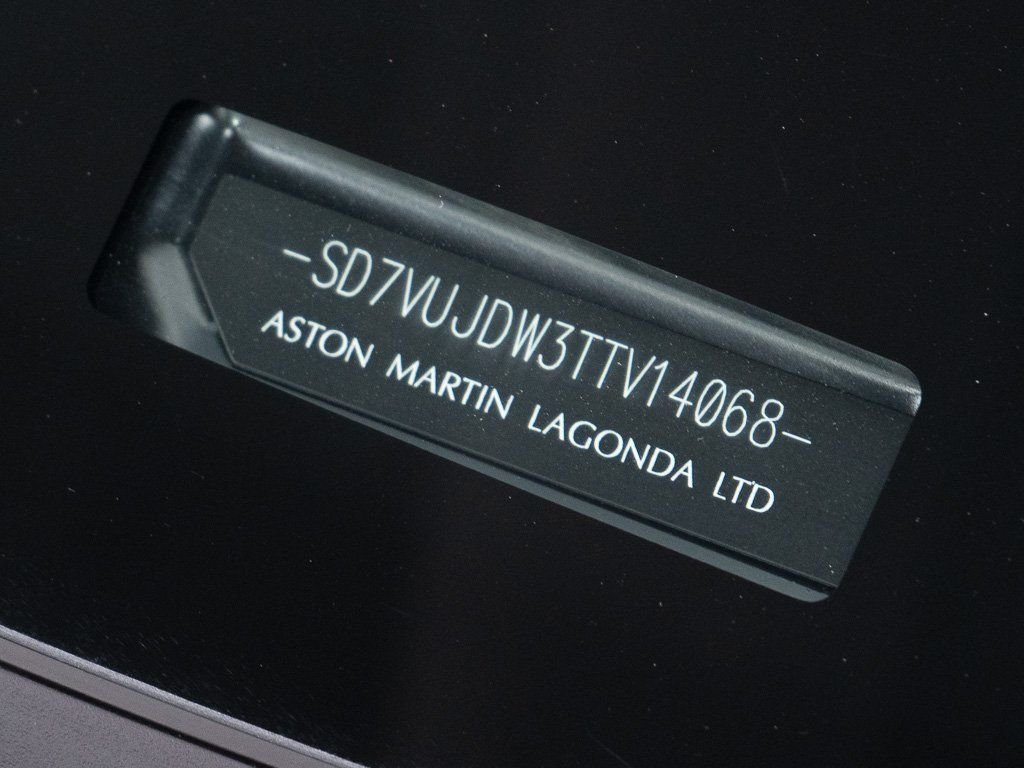 -SD7VUJDW3TTV14068-
ASTON MARTIN LAGONDA LTD